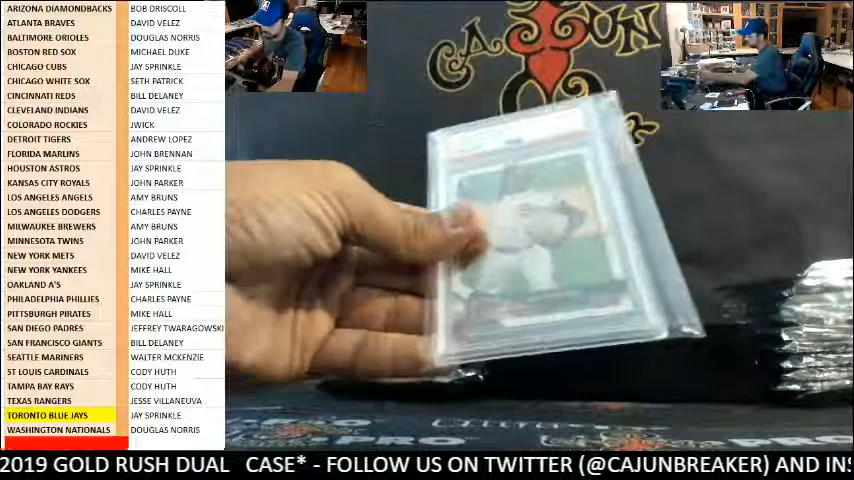 ARIZONA DIAMONDBACKS BOB DRISCOLL
ATLANTA BRAVES DAVID VELEZ
BALTIMORE ORIOLES DOUGLAS NORRIS
BOSTON RED SOX MICHAEL DUKE
CHICAGO CUBS JAY SPRINKLE
CHICAGO WHITE SOX SETH PATRICK
CINCINNATI REDS BILL DELANEY
CLEVELAND INDIANS DAVID VELEZ
COLORADO ROCKIES JWICK
DETROIT TIGERS ANDREW LOPEZ
FLORIDA MARLINS JOHN BRENNAN
HOUSTON ASTROS JAY SPRINKLE
KANSAS CITY ROYALS JOHN PARKER
LOS ANGELES ANGELS AMY BRUNS
LOS ANGELES DODGERS CHARLES PAYNE
MILWAUKEE BREWERS AMY BRUNS
MINNESOTA TWINS JOHN PARKER
NEW YORK METS DAVID VELEZ
NEW YORK YANKEES MIKE HALL
OAKLAND A'S JAY SPRINKLE
PHILADELPHIA PHILLIES CHARLES PAYNE
PITTSBURGH PIRATES MIKE HALL
SAN DIEGO PADRES JEFFREY TWARAGOWSKI
SAN FRANCISCO GIANTS BILL DELANEY
SEATTLE MARINERS WALTER MCKENZIE
ST LOUIS CARDINALS CODY HUTH
TAMPA BAY RAYS CODY HUTH
TEXAS RANGERS JESSE VILLANEUVA
TORONTO BLUE JAYS JAY SPRINKLE
WASHINGTON NATIONALS DOUGLAS NORRIS
CAJUN
PRO
PRO
2019 GOLD RUSH DUAL CASE* - FOLLOW US ON TWITTER (@CAJUNBREAKER) AND INS